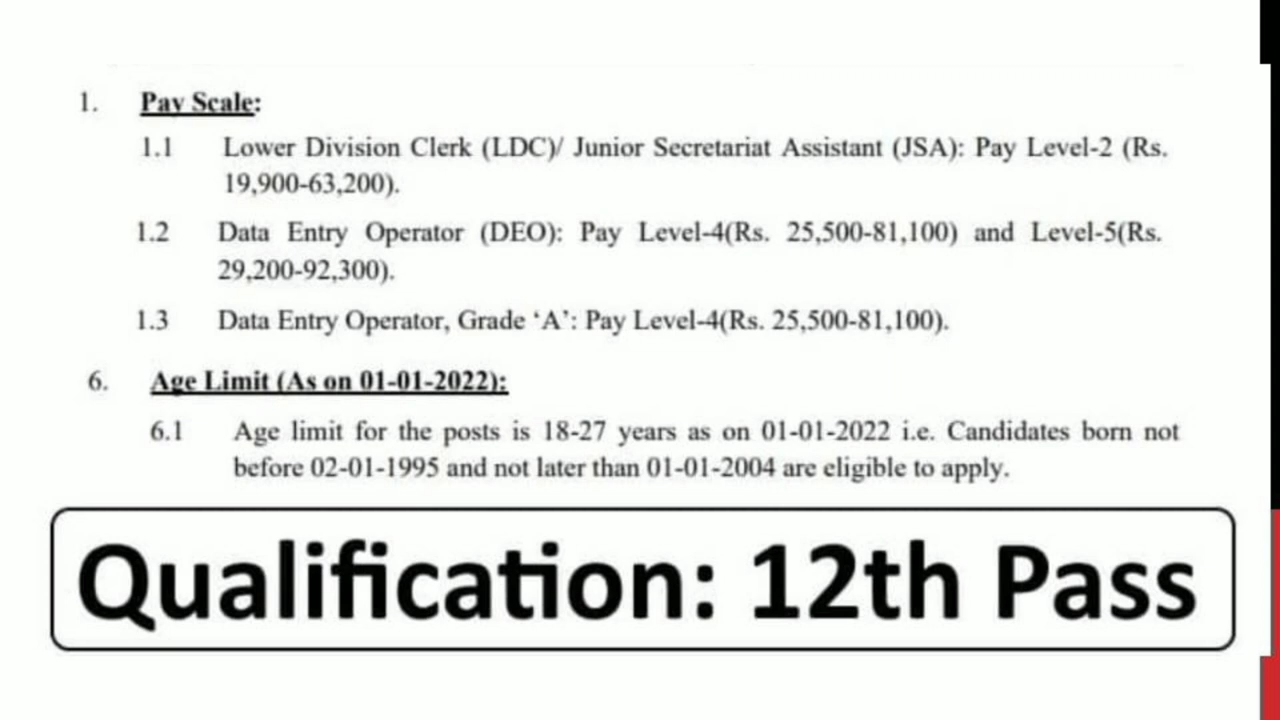 1. Pay Scale:
1.1 Lower Division Clerk (LDC)/ Junior Secretariat Assistant (JSA): Pay Level-2 (Rs.
19,900-63,200).
1.2 Data Entry Operator (DEO): Pay Level-4(Rs. 25,500-81,100) and Level-5(Rs.
29,200-92,300).
1.3 Data Entry Operator, Grade ‘A’: Pay Level-4(Rs. 25,500-81,100).
6. Age Limit (As on 01-01-2022):
6.1 Age limit for the posts is 18-27 years as on 01-01-2022 i.e. Candidates born not
before 02-01-1995 and not later than 01-01-2004 are eligible to apply.
Qualification: 12th Pass